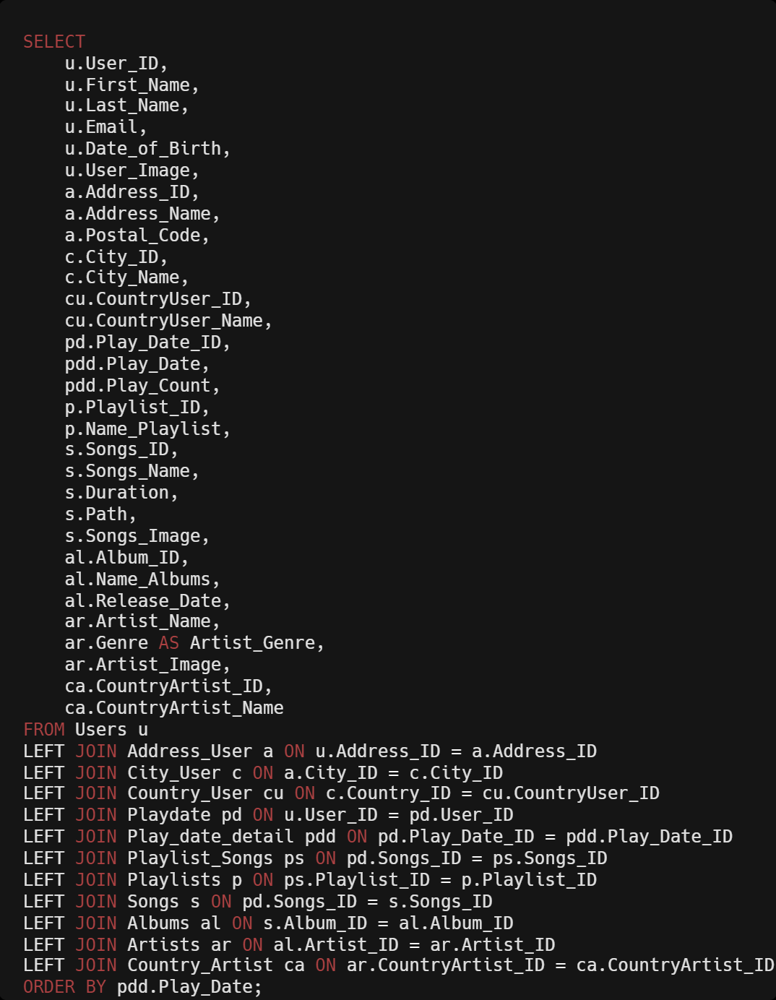 SELECT
    u.User_ID,
    u.First_Name,
    u.Last_Name,
    u.Email,
    u.Date_of_Birth,
    u.User_Image,
    a.Address_ID,
    a.Address_Name,
    a.Postal_Code,
    c.City_ID,
    c.City_Name,
    cu.CountryUser_ID,
    cu.CountryUser_Name,
    pd.Play_Date_ID,
    pdd.Play_Date,
    pdd.Play_Count,
    p.Playlist_ID,
    p.Name_Playlist,
    s.Songs_ID,
    s.Songs_Name,
    s.Duration,
    s.Path,
    s.Songs_Image,
    al.Album_ID,
    al.Name_Albums,
    al.Release_Date,
    ar.Artist_Name,
    ar.Genre AS Artist_Genre,
    ar.Artist_Image,
    ca.CountryArtist_ID,
    ca.CountryArtist_Name
FROM Users u
LEFT JOIN Address_User a ON u.Address_ID = a.Address_ID
LEFT JOIN City_User c ON a.City_ID = c.City_ID
LEFT JOIN Country_User cu ON c.Country_ID = cu.CountryUser_ID
LEFT JOIN Playdate pd ON u.User_ID = pd.User_ID
LEFT JOIN Play_date_detail pdd ON pd.Play_Date_ID = pdd.Play_Date_ID
LEFT JOIN Playlist_Songs ps ON pd.Songs_ID = ps.Songs_ID
LEFT JOIN Playlists p ON ps.Playlist_ID = p.Playlist_ID
LEFT JOIN Songs s ON pd.Songs_ID = s.Songs_ID
LEFT JOIN Albums al ON s.Album_ID = al.Album_ID
LEFT JOIN Artists ar ON al.Artist_ID = ar.Artist_ID
LEFT JOIN Country_Artist ca ON ar.CountryArtist_ID = ca.CountryArtist_ID
ORDER BY pdd.Play_Date;